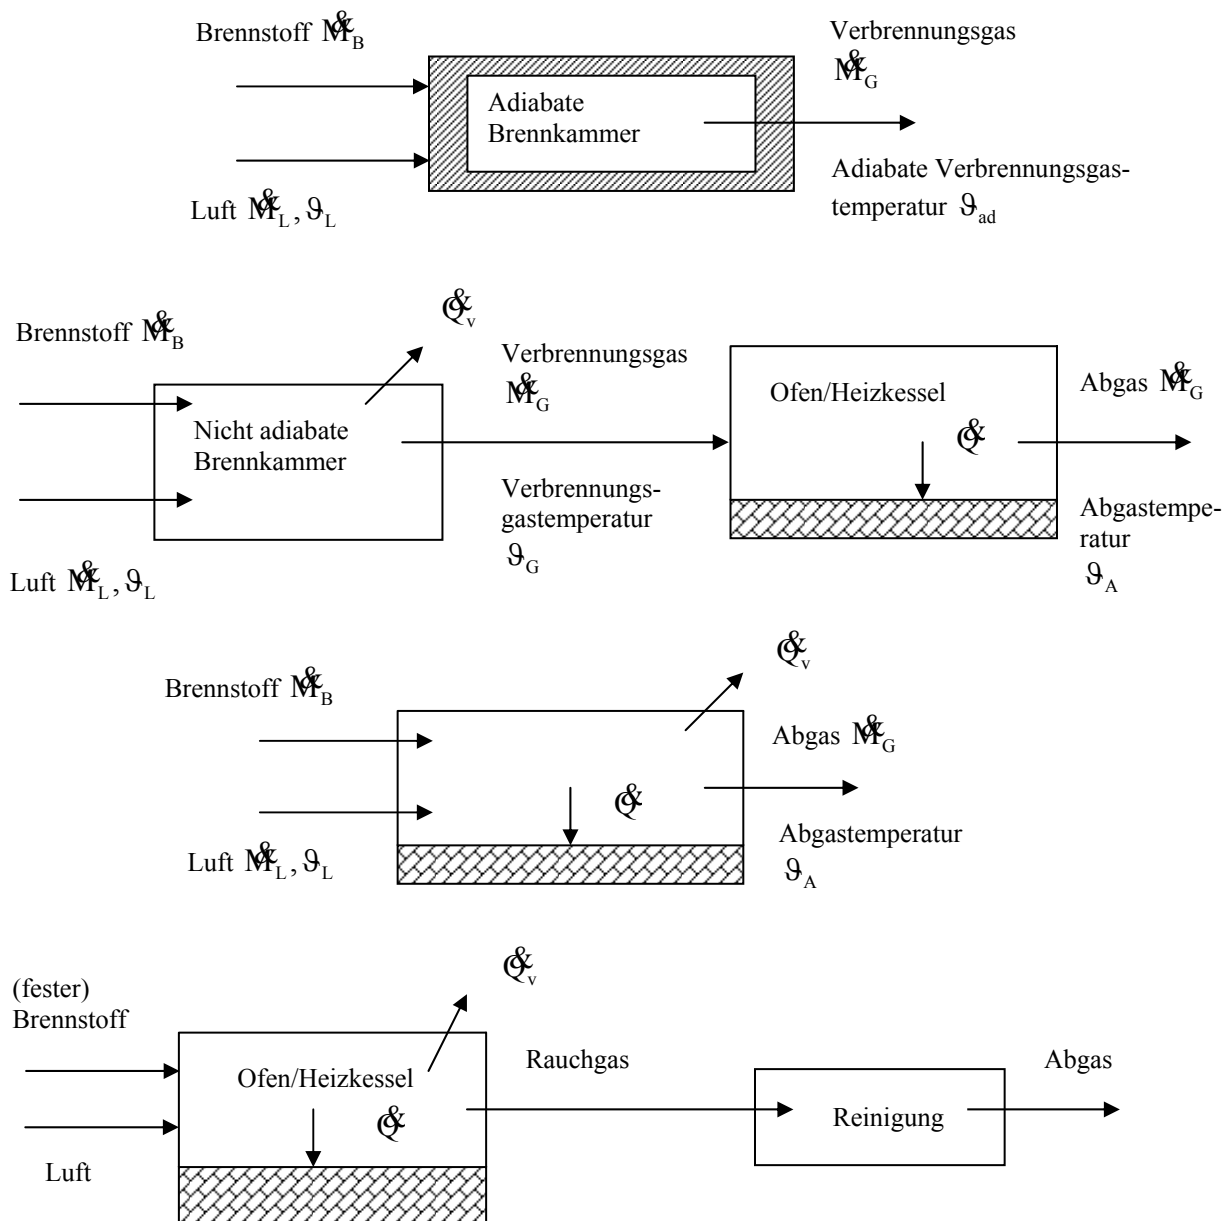 Brennstoff M&B
Verbrennungsgas
M&G
Adiabate
Brennkammer
Luft M&L, ϑL
Adiabate Verbrennungsgas-
temperatur ϑad
Brennstoff M&B
Q&v
Nicht adiabate
Brennkammer
Luft M&L, ϑL
Verbrennungsgas
M&G
Verbrennungs-
gastemperatur
ϑG
Ofen/Heizkessel
Q&
Abgas M&G
Abgastempe-
ratur
ϑA
Brennstoff M&B
Q&v
Luft M&L, ϑL
Q&
Abgas M&G
Abgastemperatur
ϑA
(fester)
Brennstoff
Luft
Q&v
Ofen/Heizkessel
Q&
Rauchgas
Reinigung
Abgas